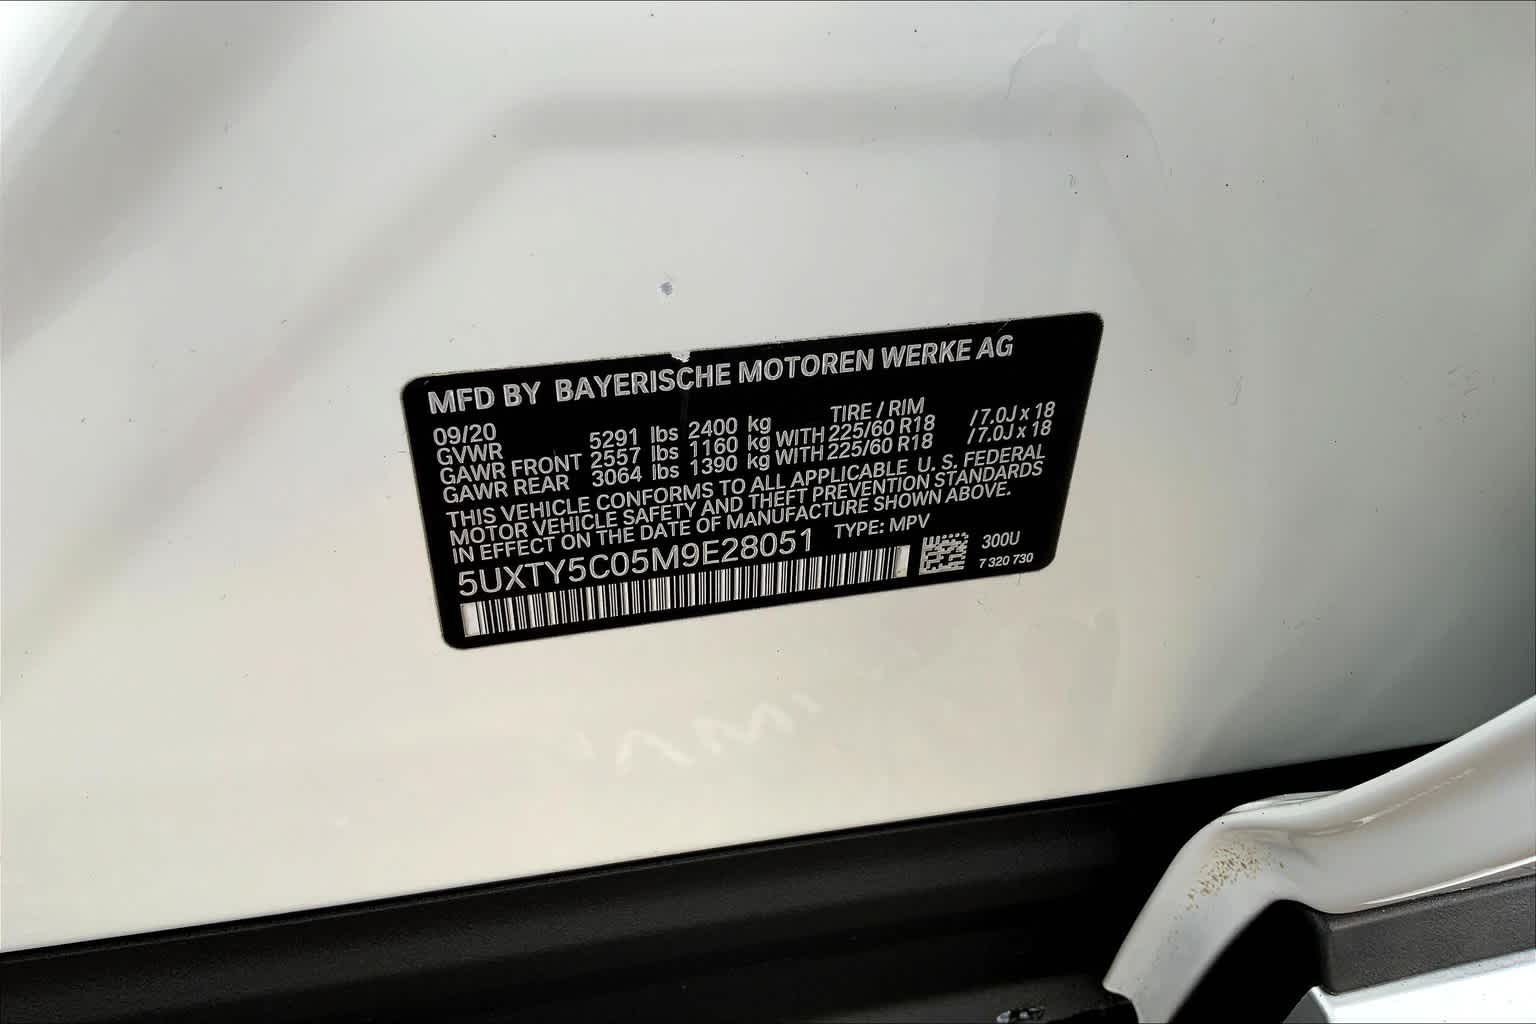 MFD BY BAYERISCHE MOTOREN WERKE AG
09/20 TIRE / RIM
GVWR 5291 lbs 2400 kg
GAWR FRONT 2557 lbs 1160 kg WITH 225/60 R18 / 7.0J x 18
GAWR REAR 3064 lbs 1390 kg WITH 225/60 R18 / 7.0J x 18
THIS VEHICLE CONFORMS TO ALL APPLICABLE U. S. FEDERAL
MOTOR VEHICLE SAFETY AND THEFT PREVENTION STANDARDS
IN EFFECT ON THE DATE OF MANUFACTURE SHOWN ABOVE.
5UXTY5C05M9E28051 TYPE: MPV
300U
7 320 730